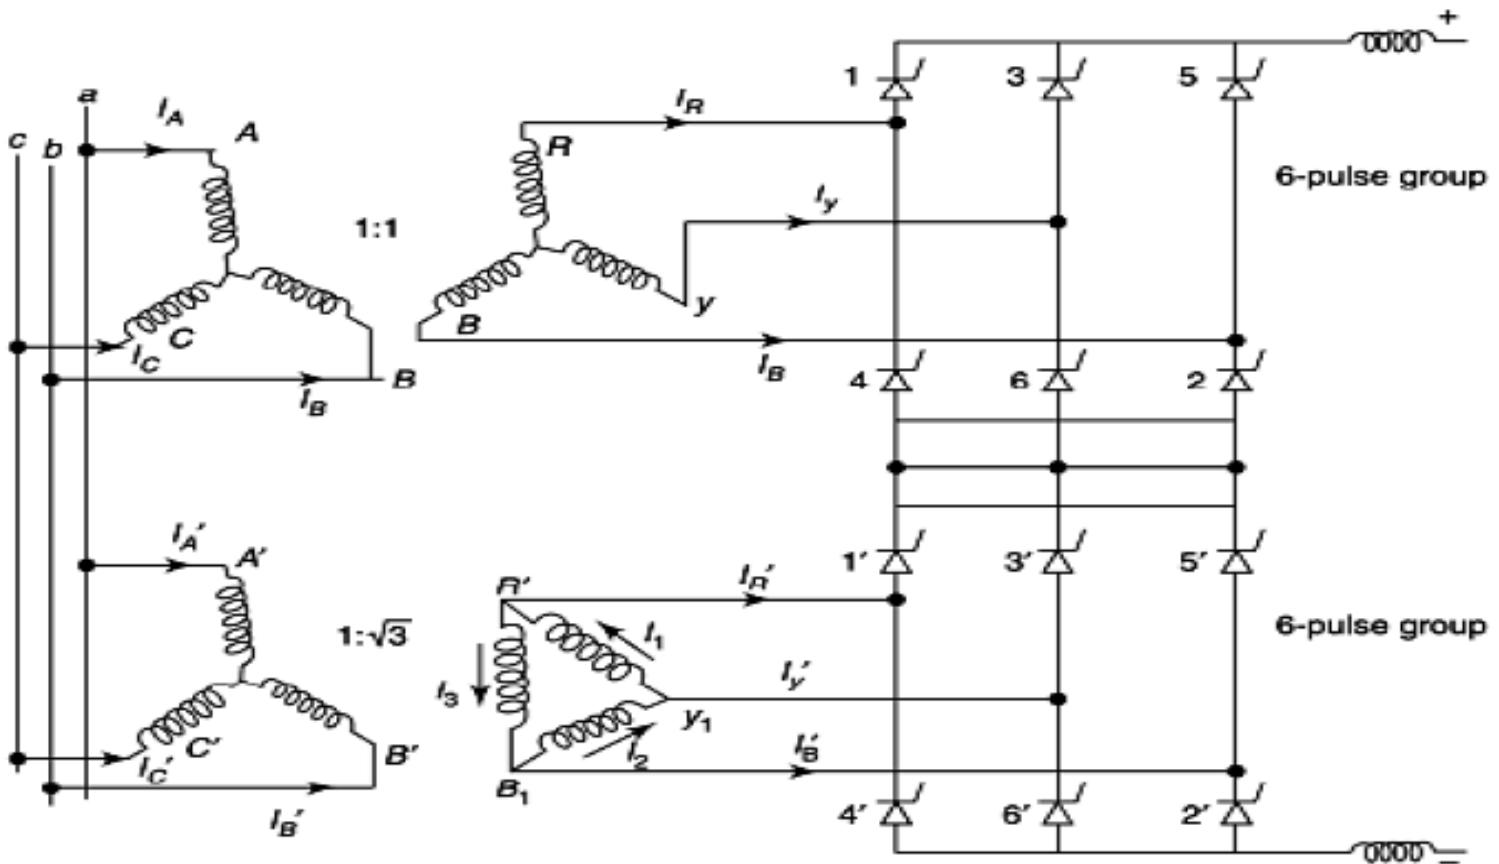 +
a
I_A
A
c b
1 3 5
I_R
R
6-pulse group
1:1
I_y
y
B
C
I_C
I_B
B
I_B
4 6 2
I_A′
A′
1′ 3′ 5′
R′
I_R′
1:√3
I_1
6-pulse group
I_3
I_y′
y_1
C′
B′
I_2
I_B′
I_C′
B_1
I_B′
4′ 6′ 2′
−